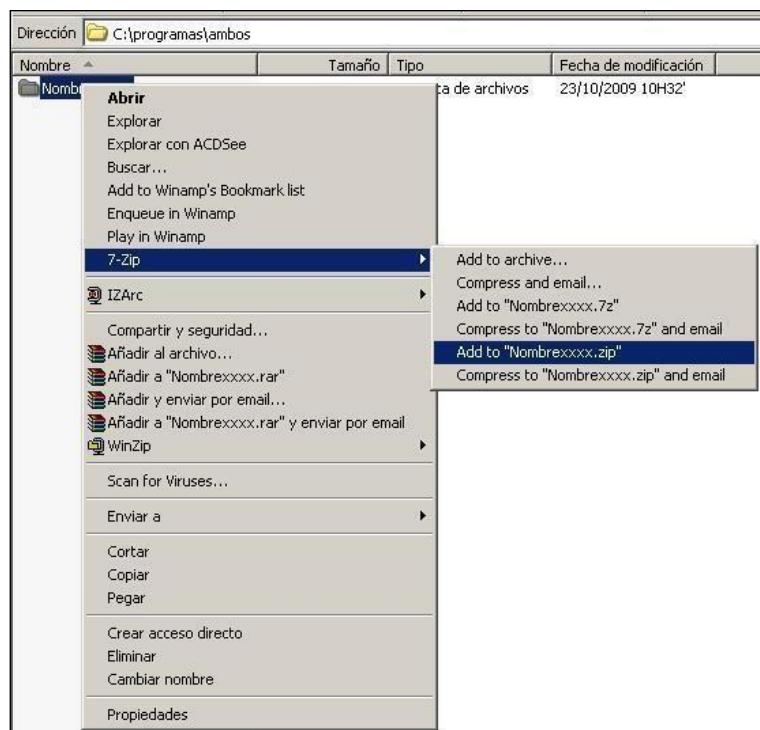 Dirección C:\programas\ambos
Nombre Tamaño Tipo Fecha de modificación
Nomb ta de archivos 23/10/2009 10H32'
Abrir
Explorar
Explorar con ACDSee
Buscar...
Add to Winamp's Bookmark list
Enqueue in Winamp
Play in Winamp
7-Zip
IZArc
Compartir y seguridad...
Añadir al archivo...
Añadir a "Nombrexxxx.rar"
Añadir y enviar por email...
Añadir a "Nombrexxxx.rar" y enviar por email
WinZip
Scan for Viruses...
Enviar a
Cortar
Copiar
Pegar
Crear acceso directo
Eliminar
Cambiar nombre
Propiedades
Add to archive...
Compress and email...
Add to "Nombrexxxx.7z"
Compress to "Nombrexxxx.7z" and email
Add to "Nombrexxxx.zip"
Compress to "Nombrexxxx.zip" and email